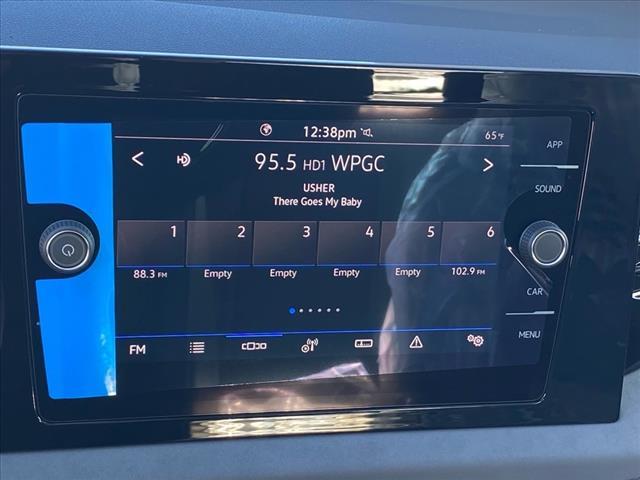 12:38pm 65°F
APP
95.5 HD1 WPGC
SOUND
USHER
There Goes My Baby
1 2 3 4 5 6
88.3 FM Empty Empty Empty Empty 102.9 FM
CAR
MENU
FM